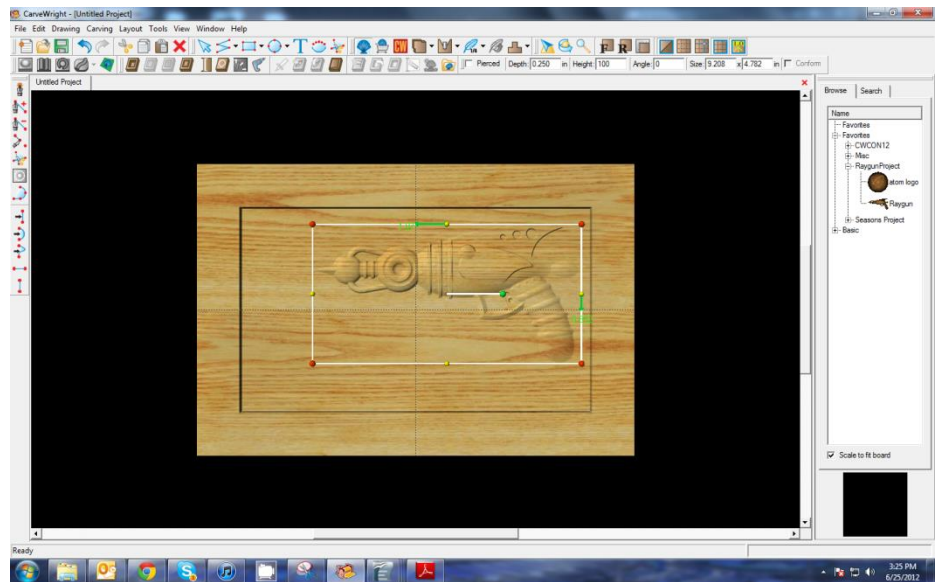 CarveWright - [Untitled Project]
File Edit Drawing Carving Layout Tools View Window Help
Pierced Depth: 0.250 in Height 100 Angle: 0 Size: 9.208 x 4.782 in Conform
Untitled Project
Browse Search
Name
Favorites
Favorites
CWCON12
Misc
RaygunProject
atom logo
Raygun
Seasons Project
Basic
Scale to fit board
Ready
3:25 PM
6/25/2012